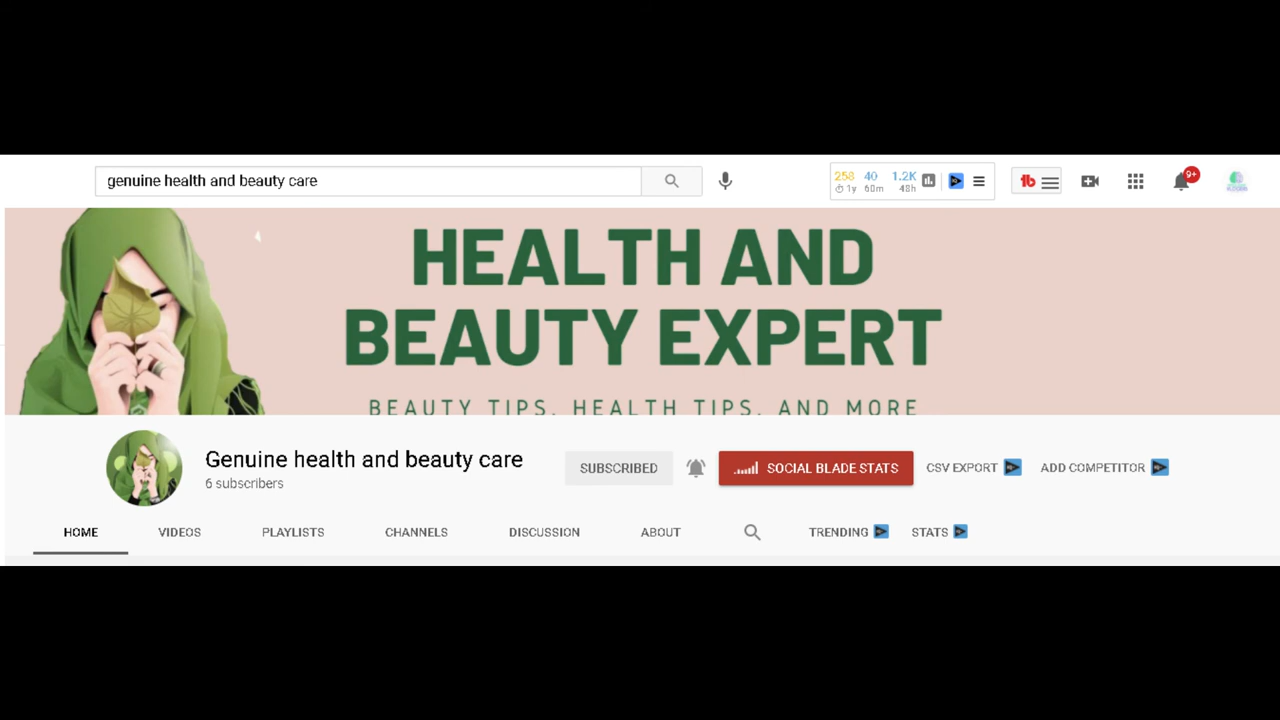 genuine health and beauty care
258 40 1.2K
1y 60m 48h
9+
HEALTH AND
BEAUTY EXPERT
BEAUTY TIPS, HEALTH TIPS, AND MORE
Genuine health and beauty care
6 subscribers
SUBSCRIBED
SOCIAL BLADE STATS
CSV EXPORT
ADD COMPETITOR
HOME VIDEOS PLAYLISTS CHANNELS DISCUSSION ABOUT TRENDING STATS